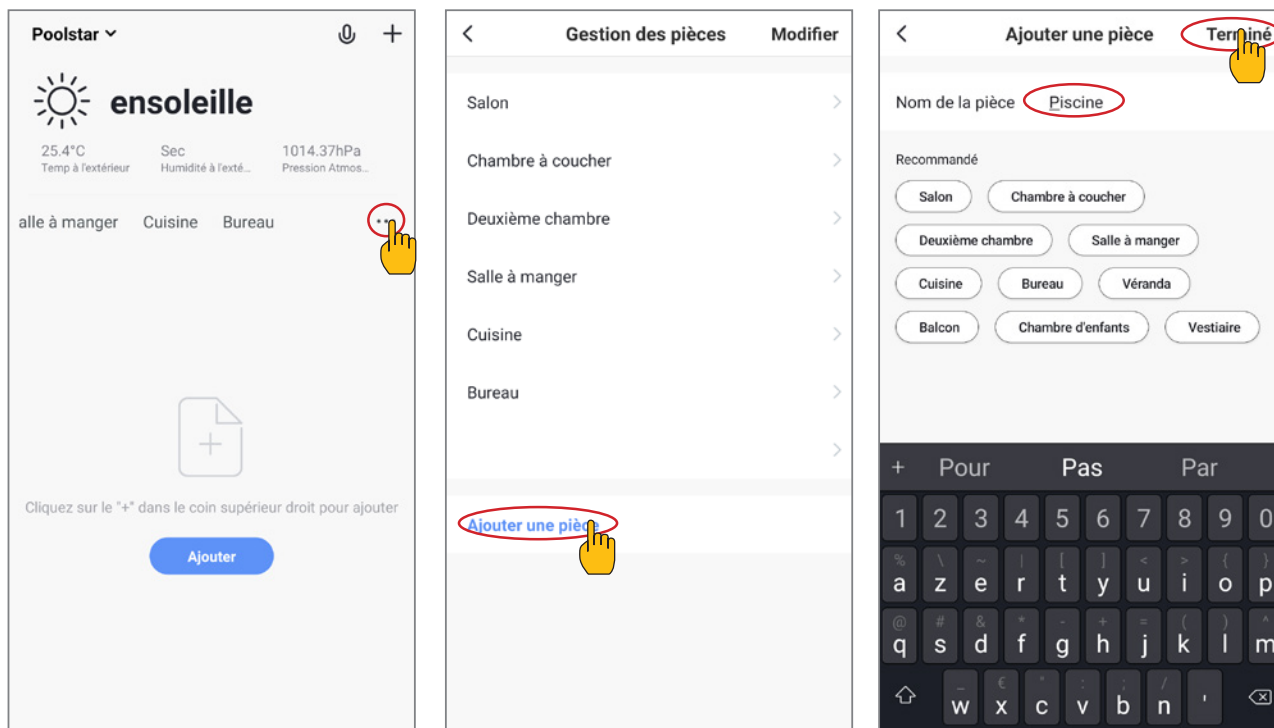 Poolstar
ensoleille
25.4°C Sec 1014.37hPa
Temp à l'extérieur Humidité à l'exté... Pression Atmos...
alle à manger Cuisine Bureau
Cliquez sur le "+" dans le coin supérieur droit pour ajouter
Ajouter
Gestion des pièces Modifier
Salon
Chambre à coucher
Deuxième chambre
Salle à manger
Cuisine
Bureau
Ajouter une pièce
Ajouter une pièce Terminé
Nom de la pièce Piscine
Recommandé
Salon Chambre à coucher
Deuxième chambre Salle à manger
Cuisine Bureau Véranda
Balcon Chambre d'enfants Vestiaire
+ Pour Pas Par
1 2 3 4 5 6 7 8 9 0
% \ ~ | [ ] < > { }
a z e r t y u i o p
@ # & * - + = ( ) ^
q s d f g h j k l m
_ € " : ; /
w x c v b n '